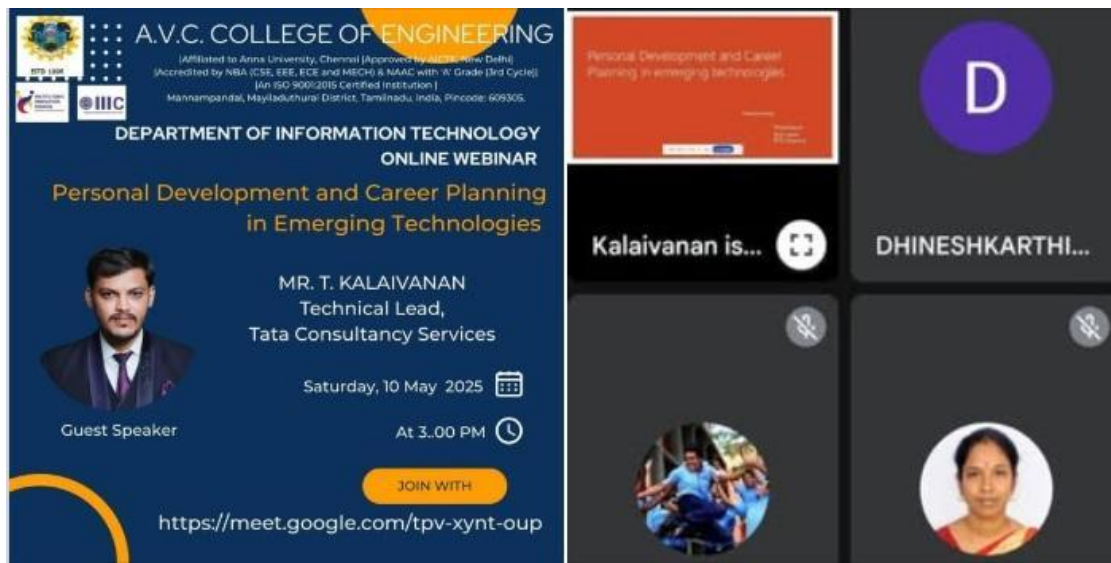 A.V.C. COLLEGE OF ENGINEERING
(Affiliated to Anna University, Chennai |Approved by AICTE, New Delhi)
|Accredited by NBA (CSE, EEE, ECE and MECH) & NAAC with 'A' Grade (3rd Cycle)|
|An ISO 9001:2015 Certified Institution |
Mannampandal, Mayiladuthurai District, Tamilnadu, India, Pincode: 609305.
IIIC
DEPARTMENT OF INFORMATION TECHNOLOGY
ONLINE WEBINAR
Personal Development and Career Planning
in Emerging Technologies
MR. T. KALAIVANAN
Technical Lead,
Tata Consultancy Services
Saturday, 10 May 2025
Guest Speaker
At 3..00 PM
JOIN WITH
https://meet.google.com/tpv-xynt-oup
Personal Development and Career
Planning in emerging technologies
Kalaivanan is...
D
DHINESHKARTHI...